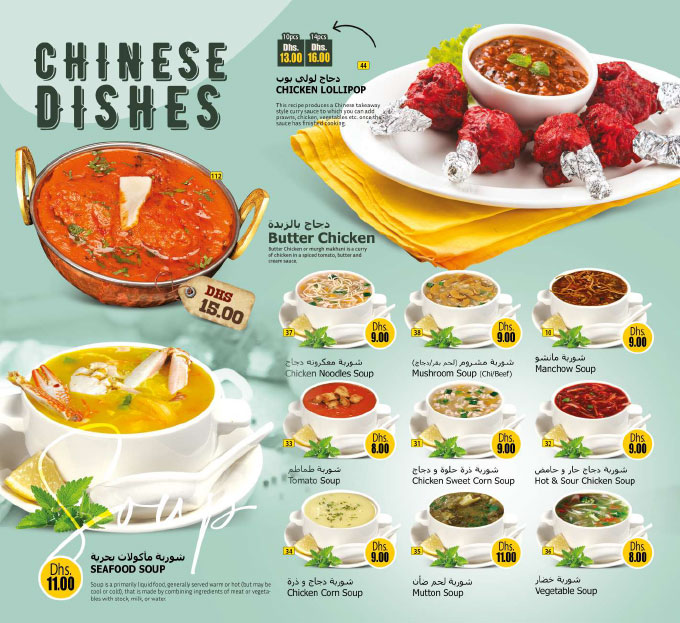 CHINESE
DISHES
10pcs
Dhs.
13.00
14pcs
Dhs.
16.00
44
دجاج لولي بوب
CHICKEN LOLLIPOP
This recipe produces a Chinese takeaway
style curry sauce to which you can add
prawns, chicken, vegetables etc. once the
sauce has finished cooking.
112
DHS
15.00
دجاج بالزبدة
Butter Chicken
Butter Chicken or murgh makhani is a curry
of chicken in a spiced tomato, butter and
cream sauce.
37
Dhs.
9.00
شوربة معكرونه دجاج
Chicken Noodles Soup
38
Dhs.
9.00
شوربة مشروم (لحم بقر/دجاج)
Mushroom Soup (Chi/Beef)
10
Dhs.
9.00
شوربة مانشو
Manchow Soup
33
Dhs.
8.00
شوربة طماطم
Tomato Soup
31
Dhs.
9.00
شوربة ذرة حلوة و دجاج
Chicken Sweet Corn Soup
32
Dhs.
9.00
شوربة دجاج حار و حامض
Hot & Sour Chicken Soup
34
Dhs.
9.00
شوربة دجاج و ذرة
Chicken Corn Soup
35
Dhs.
11.00
شوربة لحم ضأن
Mutton Soup
36
Dhs.
8.00
شوربة خضار
Vegetable Soup
Soup
Dhs.
11.00
شوربة مأكولات بحرية
SEAFOOD SOUP
Soup is a primarily liquid food, generally served warm or hot (but may be
cool or cold), that is made by combining ingredients of meat or vegeta-
bles with stock, milk, or water.